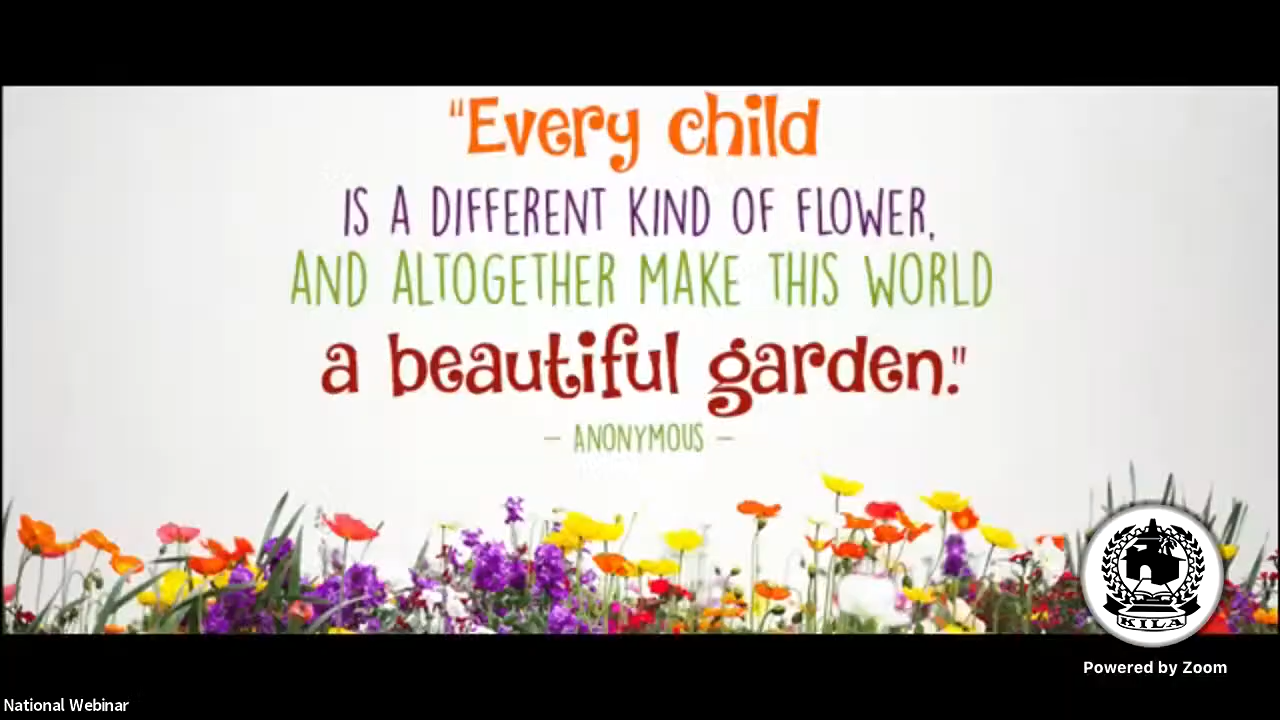 “Every child
IS A DIFFERENT KIND OF FLOWER,
AND ALTOGETHER MAKE THIS WORLD
a beautiful garden."
– ANONYMOUS –
KILA
Powered by Zoom
National Webinar